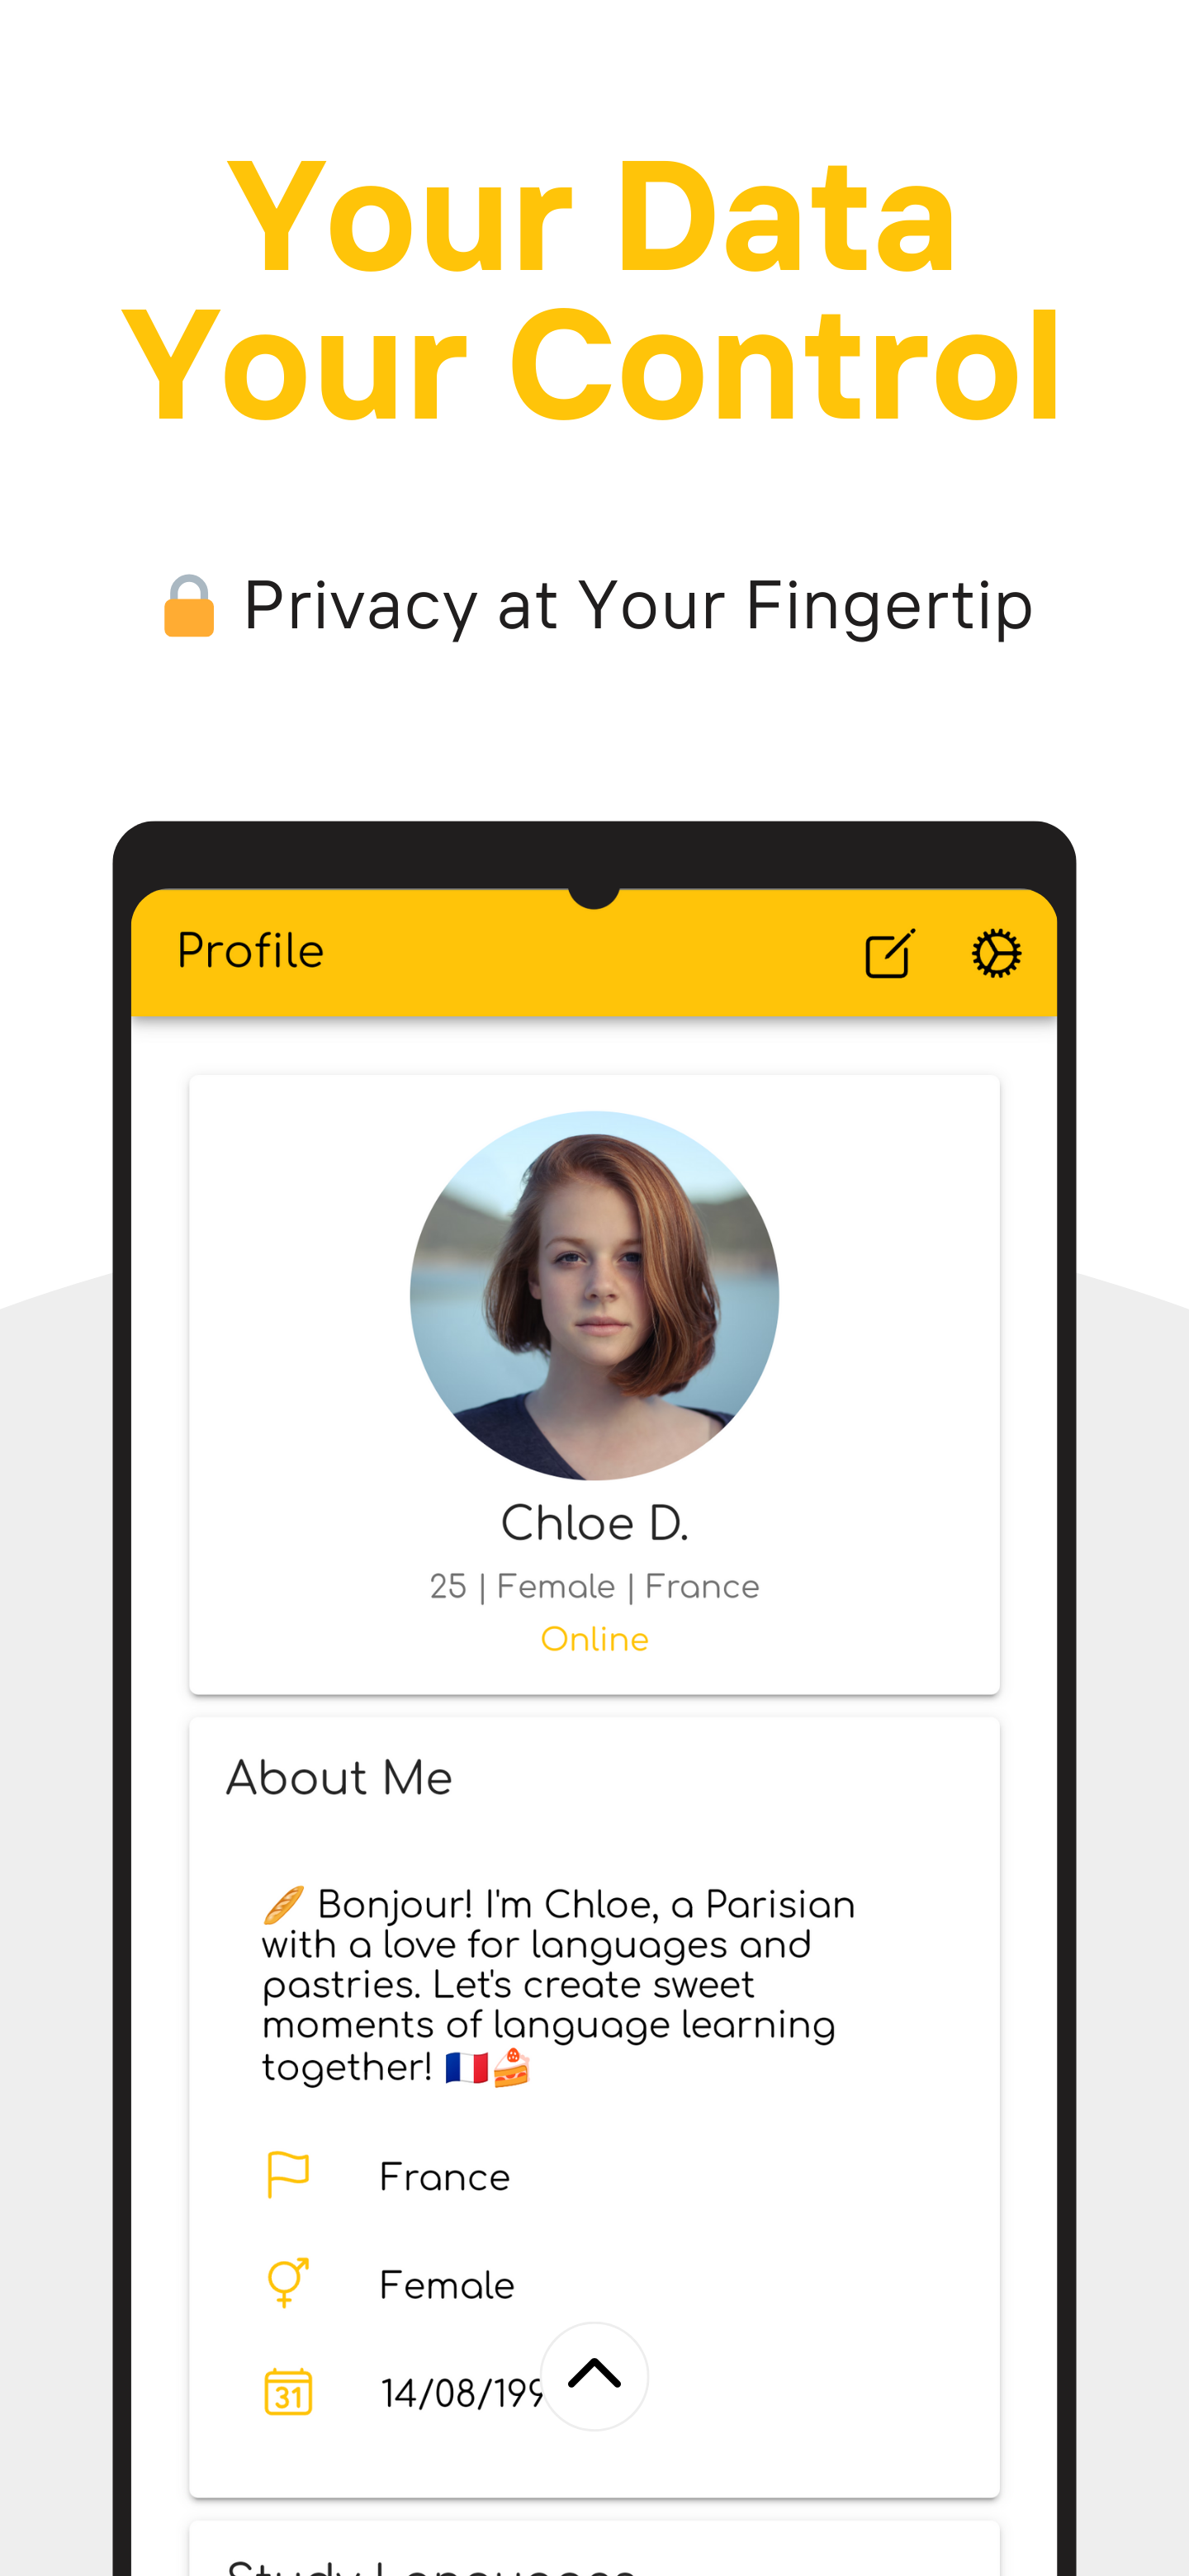 Your Data
Your Control
🔒 Privacy at Your Fingertip
Profile
Chloe D.
25 | Female | France
Online
About Me
🥖 Bonjour! I'm Chloe, a Parisian
with a love for languages and
pastries. Let's create sweet
moments of language learning
together! 🇫🇷🍰
France
Female
31
14/08/199
Study Languages